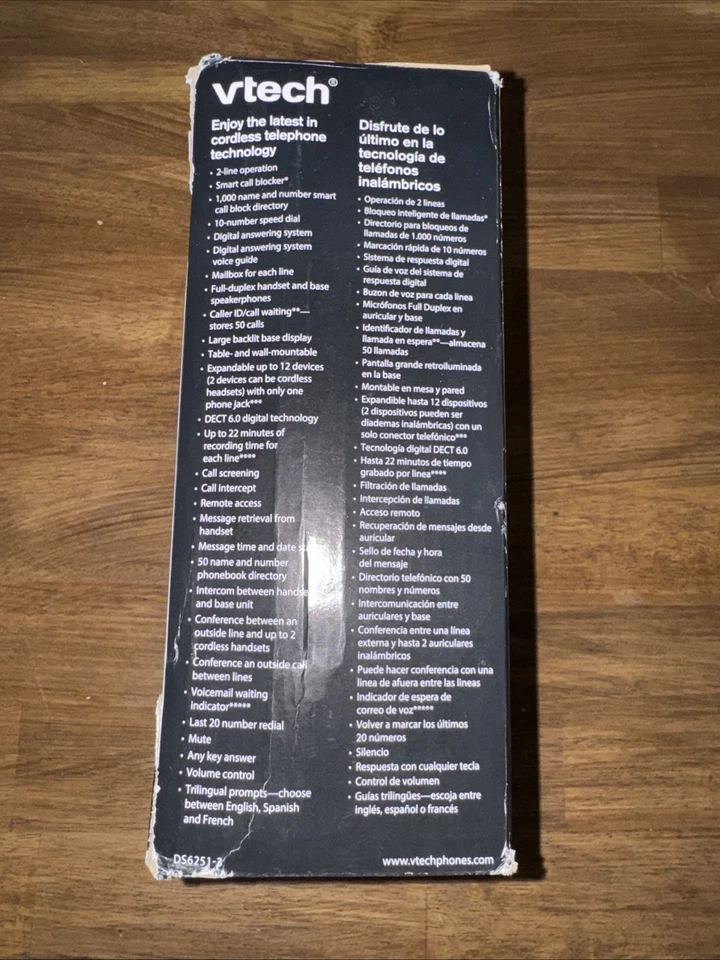 vtech®
Enjoy the latest in
cordless telephone
technology
• 2-line operation
• Smart call blocker*
• 1,000 name and number smart
call block directory
• 10-number speed dial
• Digital answering system
• Digital answering system
voice guide
• Mailbox for each line
• Full-duplex handset and base
speakerphones
• Caller ID/call waiting**—
stores 50 calls
• Large backlit base display
• Table- and wall-mountable
• Expandable up to 12 devices
(2 devices can be cordless
headsets) with only one
phone jack***
• DECT 6.0 digital technology
• Up to 22 minutes of
recording time for
each line****
• Call screening
• Call intercept
• Remote access
• Message retrieval from
handset
• Message time and date
• 50 name and number
phonebook directory
• Intercom between handse
and base unit
• Conference between an
outside line and up to 2
cordless handsets
• Conference an outside call
between lines
• Voicemail waiting
indicator*****
• Last 20 number redial
• Mute
• Any key answer
• Volume control
• Trilingual prompts—choose
between English, Spanish
and French
DS6251-2
Disfrute de lo
último en la
tecnología de
teléfonos
inalámbricos
• Operación de 2 líneas
• Bloqueo inteligente de llamadas*
• Directorio para bloqueos de
llamadas de 1.000 números
• Marcación rápida de 10 números
• Sistema de respuesta digital
• Guía de voz del sistema de
respuesta digital
• Buzon de voz para cada línea
• Micrófonos Full Duplex en
auricular y base
• Identificador de llamadas y
llamada en espera**—almacena
50 llamadas
• Pantalla grande retroiluminada
en la base
• Montable en mesa y pared
• Expandible hasta 12 dispositivos
(2 dispositivos pueden ser
diademas inalámbricas) con un
solo conector telefónico***
• Tecnología digital DECT 6.0
• Hasta 22 minutos de tiempo
grabado por línea****
• Filtración de llamadas
• Intercepción de llamadas
• Acceso remoto
• Recuperación de mensajes desde
auricular
• Sello de fecha y hora
del mensaje
• Directorio telefónico con 50
nombres y números
• Intercomunicación entre
auriculares y base
• Conferencia entre una línea
externa y hasta 2 auriculares
inalámbricos
• Puede hacer conferencia con una
línea de afuera entre las lineas
• Indicador de espera de
correo de voz*****
• Volver a marcar los últimos
20 números
• Silencio
• Respuesta con cualquier tecla
• Control de volumen
• Guías trilingües—escoja entre
inglés, español o francés
www.vtechphones.com